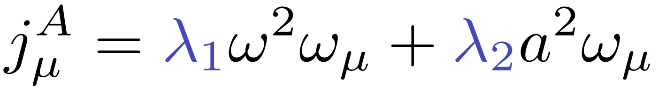 j_μ^A = λ₁ω²ω_μ + λ₂a²ω_μ